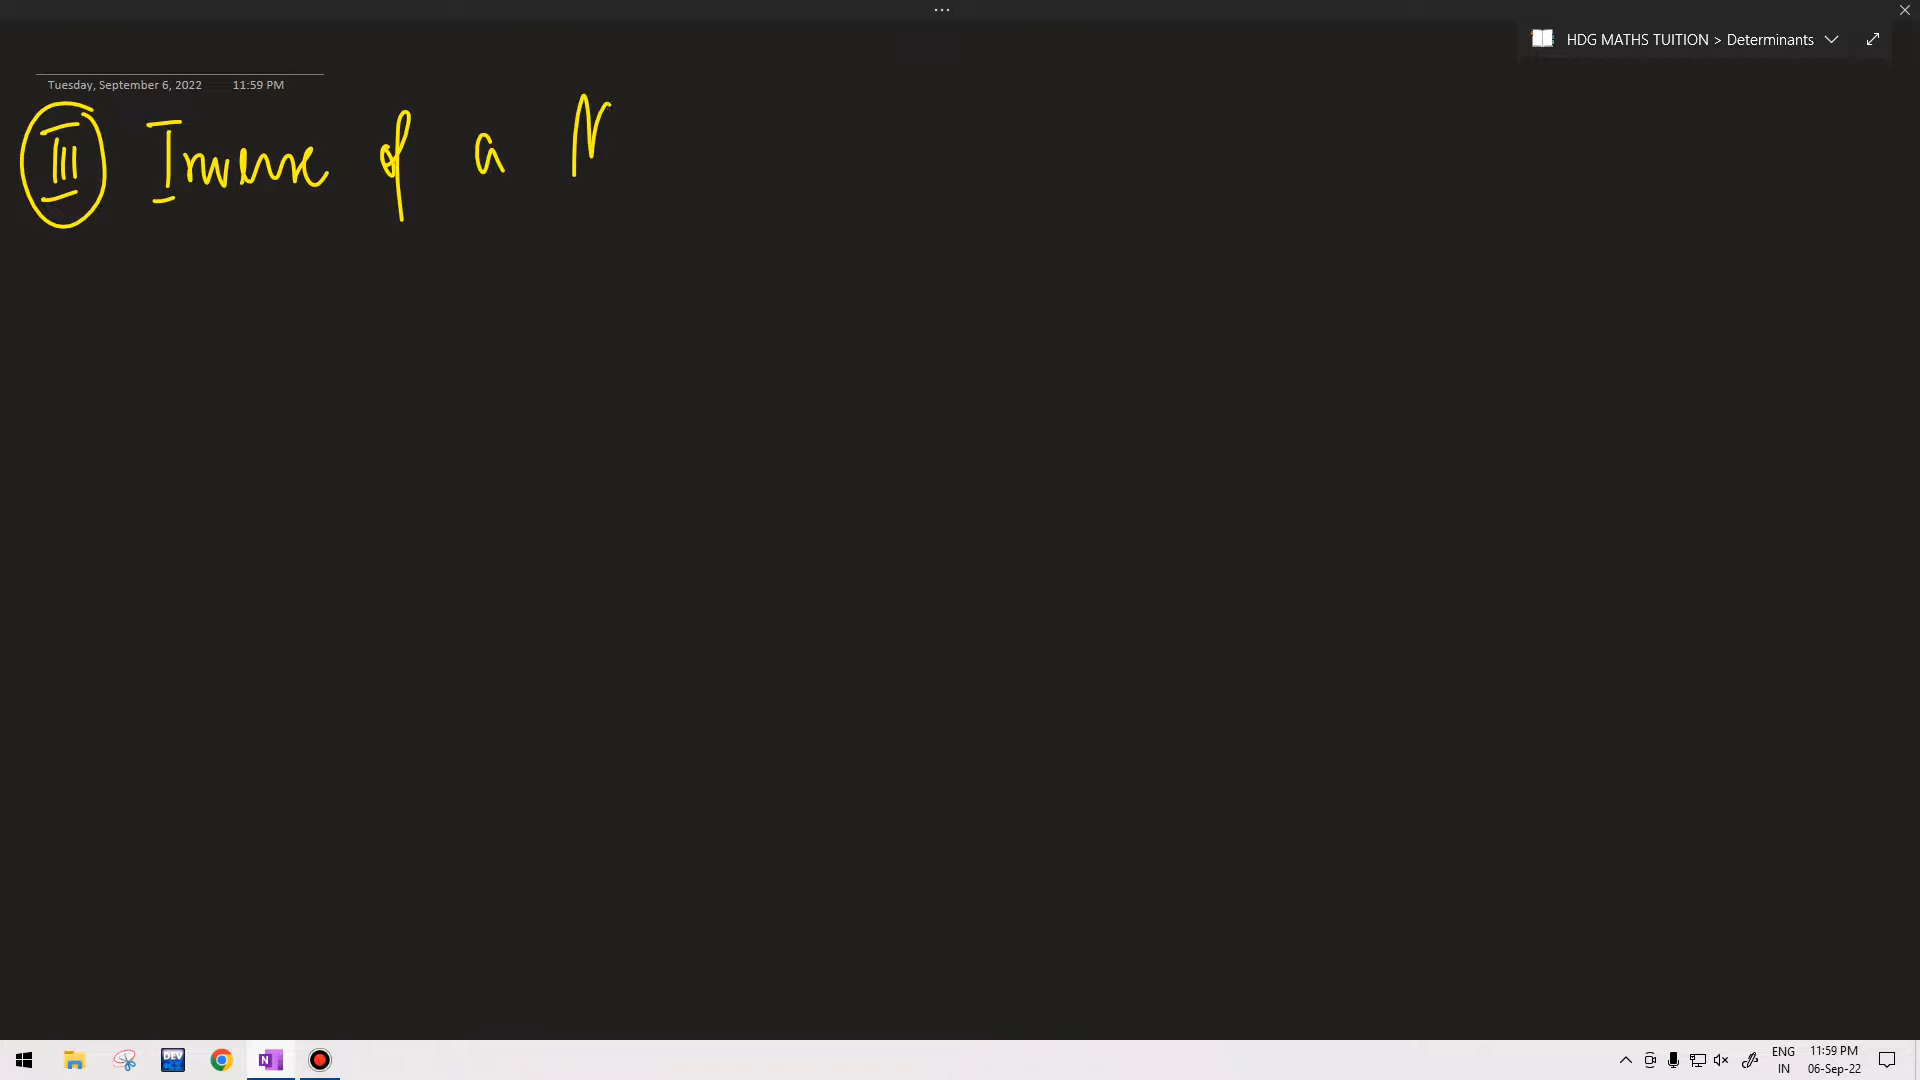 HDG MATHS TUITION > Determinants
Tuesday, September 6, 2022 11:59 PM
III Inverse of a
DEV
N
ENG 11:59 PM
IN 06-Sep-22